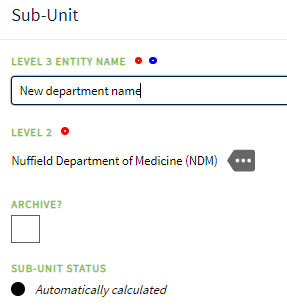 Sub-Unit
LEVEL 3 ENTITY NAME
New department name
LEVEL 2
Nuffield Department of Medicine (NDM)
ARCHIVE?
SUB-UNIT STATUS
Automatically calculated